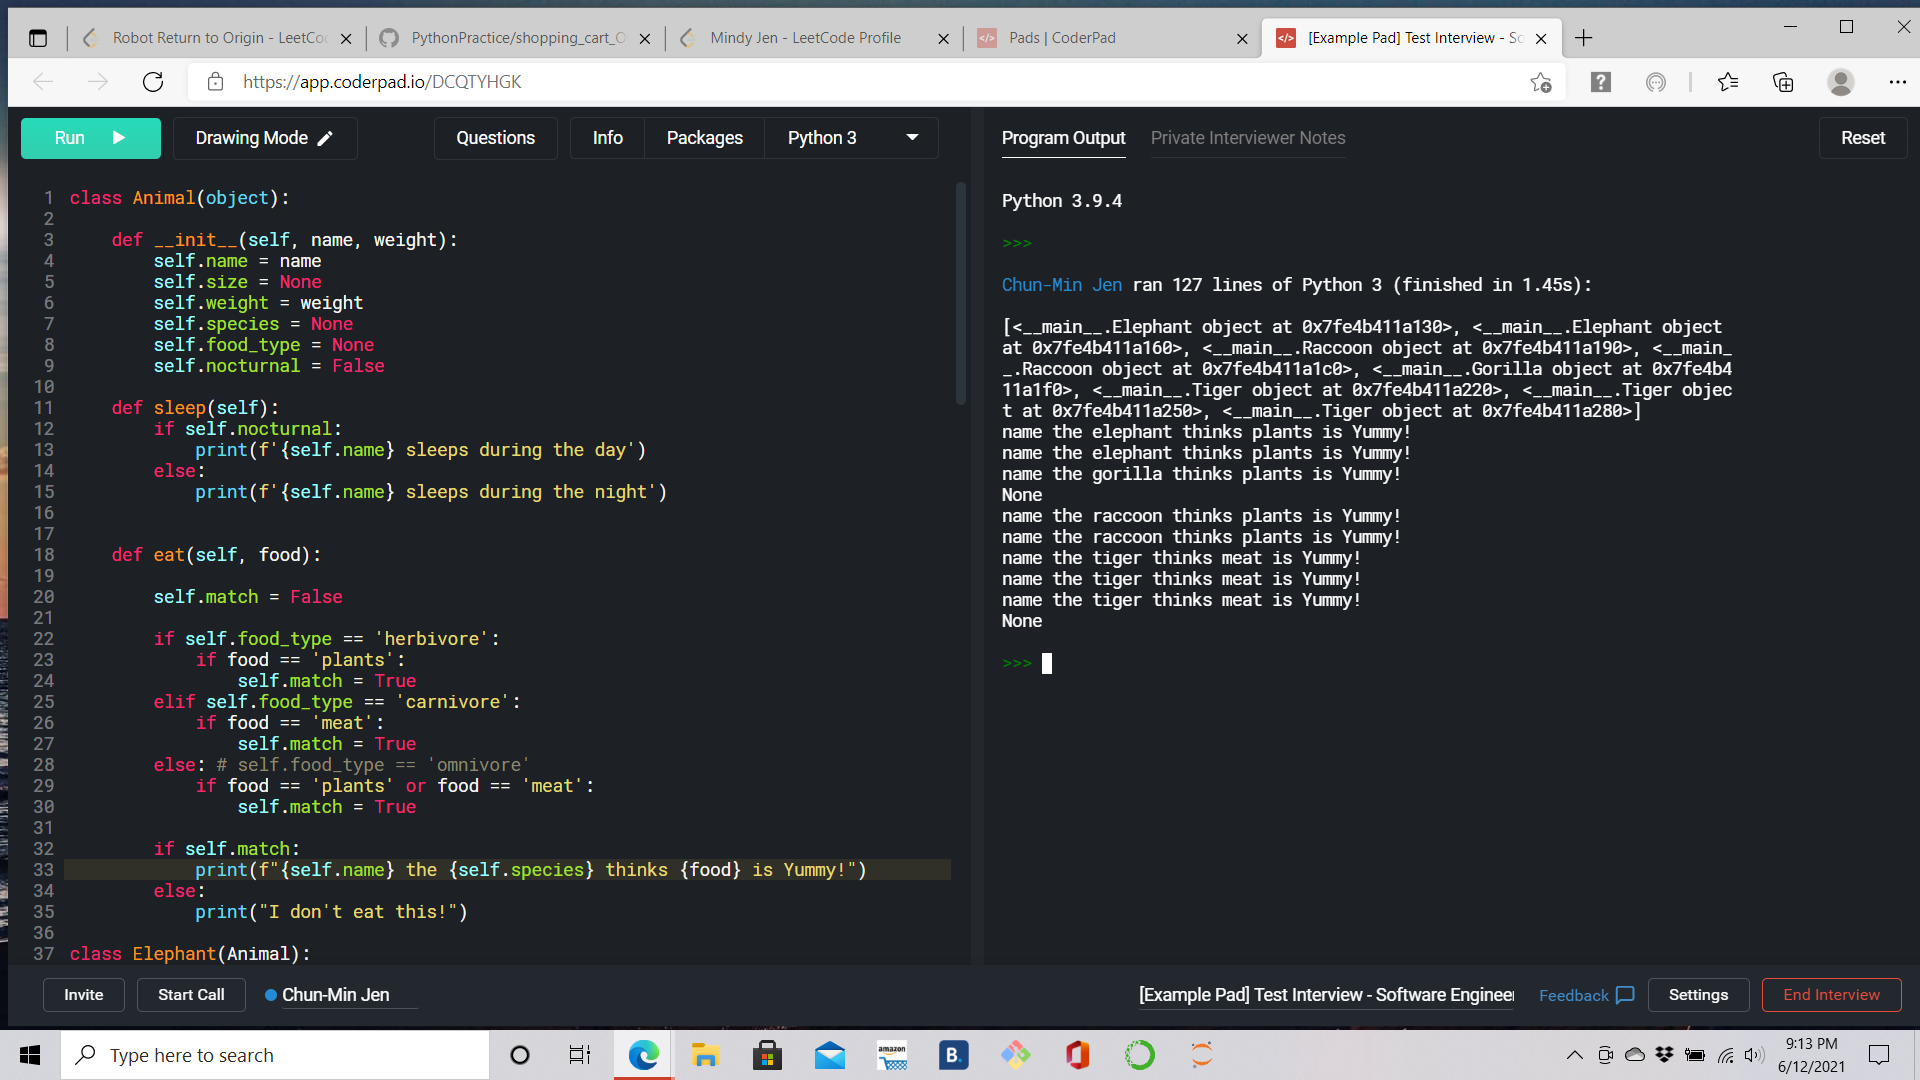 Robot Return to Origin - LeetCo
PythonPractice/shopping_cart_O
Mindy Jen - LeetCode Profile
Pads | CoderPad
[Example Pad] Test Interview - So
https://app.coderpad.io/DCQTYHGK
Run
Drawing Mode
Questions
Info
Packages
Python 3
Program Output
Private Interviewer Notes
Reset
1 class Animal(object):
2
3     def __init__(self, name, weight):
4         self.name = name
5         self.size = None
6         self.weight = weight
7         self.species = None
8         self.food_type = None
9         self.nocturnal = False
10
11     def sleep(self):
12         if self.nocturnal:
13             print(f'{self.name} sleeps during the day')
14         else:
15             print(f'{self.name} sleeps during the night')
16
17
18     def eat(self, food):
19
20         self.match = False
21
22         if self.food_type == 'herbivore':
23             if food == 'plants':
24                 self.match = True
25         elif self.food_type == 'carnivore':
26             if food == 'meat':
27                 self.match = True
28         else: # self.food_type == 'omnivore'
29             if food == 'plants' or food == 'meat':
30                 self.match = True
31
32         if self.match:
33             print(f"{self.name} the {self.species} thinks {food} is Yummy!")
34         else:
35             print("I don't eat this!")
36
37 class Elephant(Animal):
Python 3.9.4
>>>
Chun-Min Jen ran 127 lines of Python 3 (finished in 1.45s):
[<__main__.Elephant object at 0x7fe4b411a130>, <__main__.Elephant object
at 0x7fe4b411a160>, <__main__.Raccoon object at 0x7fe4b411a190>, <__main_
_.Raccoon object at 0x7fe4b411a1c0>, <__main__.Gorilla object at 0x7fe4b4
11a1f0>, <__main__.Tiger object at 0x7fe4b411a220>, <__main__.Tiger objec
t at 0x7fe4b411a250>, <__main__.Tiger object at 0x7fe4b411a280>]
name the elephant thinks plants is Yummy!
name the elephant thinks plants is Yummy!
name the gorilla thinks plants is Yummy!
None
name the raccoon thinks plants is Yummy!
name the raccoon thinks plants is Yummy!
name the tiger thinks meat is Yummy!
name the tiger thinks meat is Yummy!
name the tiger thinks meat is Yummy!
None
>>>
Invite
Start Call
Chun-Min Jen
[Example Pad] Test Interview - Software Engineer
Feedback
Settings
End Interview
Type here to search
amazon
B.
9:13 PM
6/12/2021